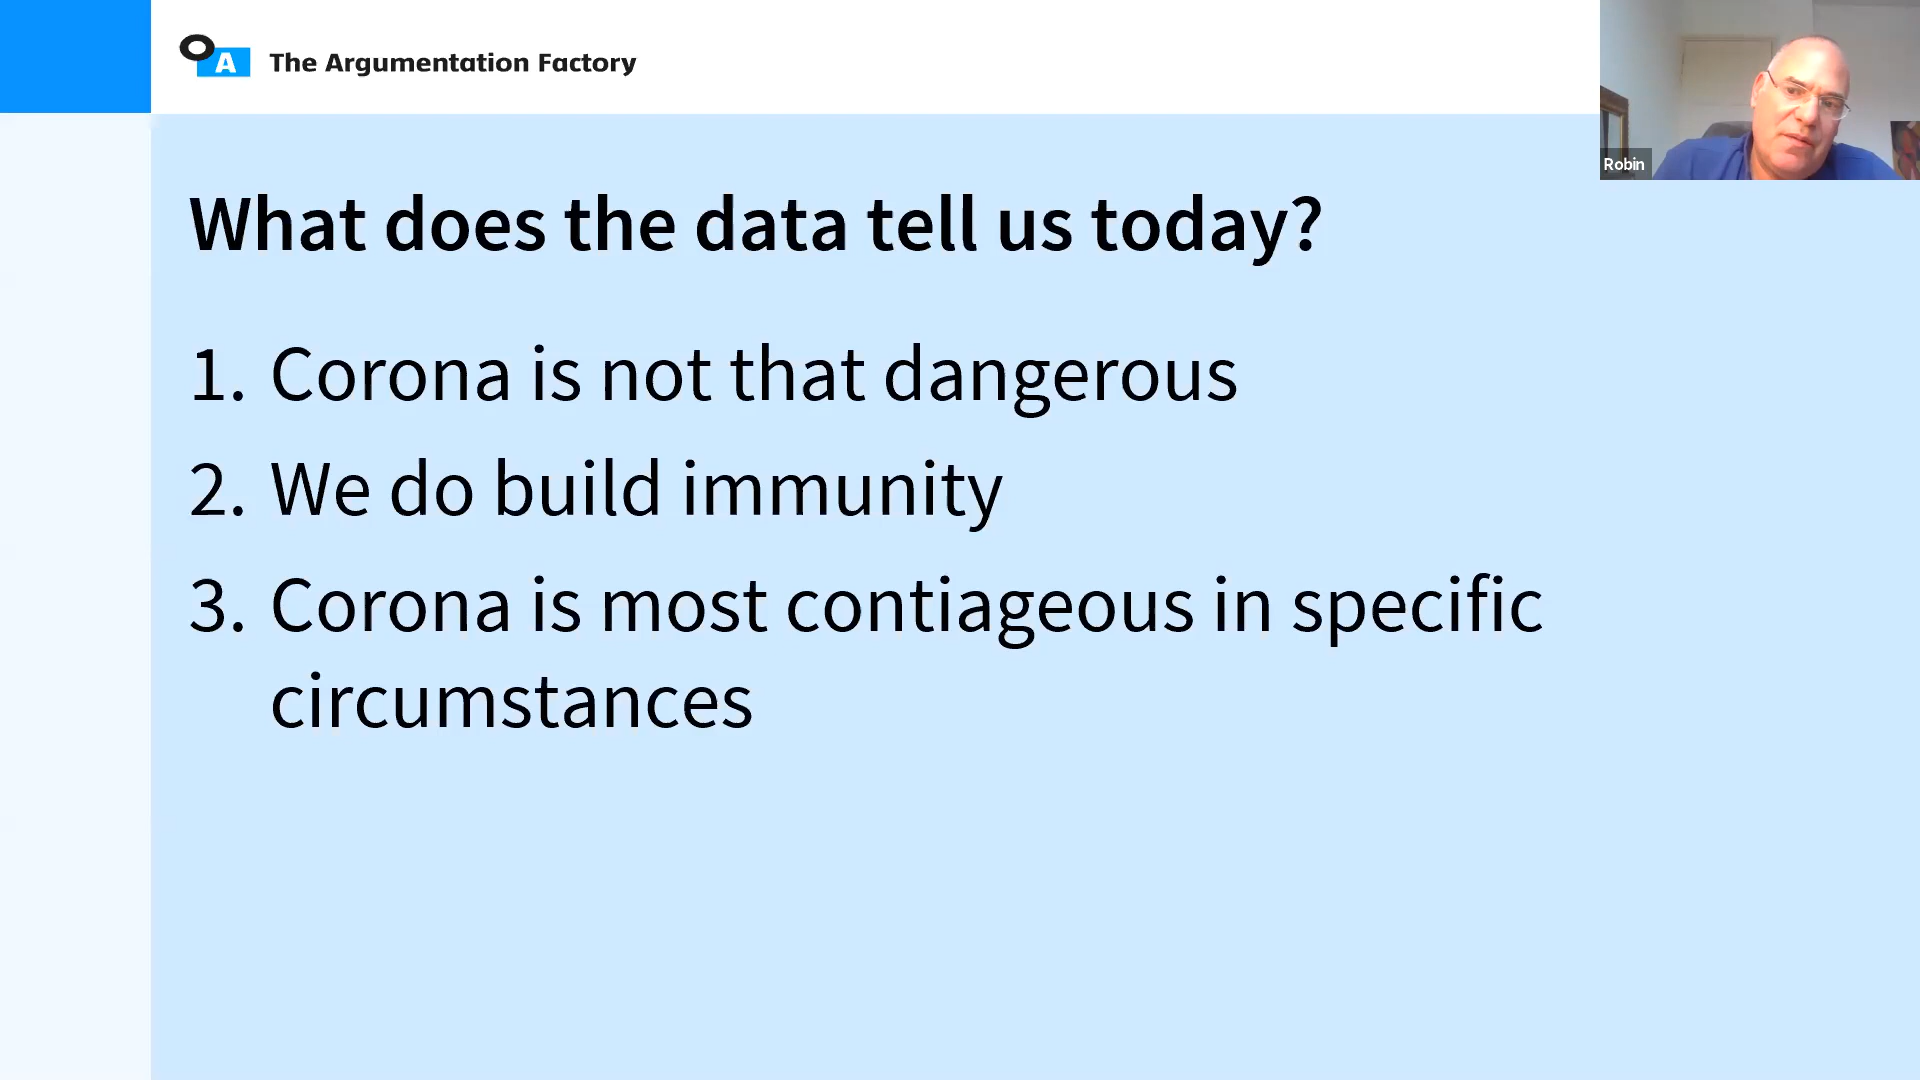 A The Argumentation Factory
Robin
What does the data tell us today?
1. Corona is not that dangerous
2. We do build immunity
3. Corona is most contiageous in specific
circumstances